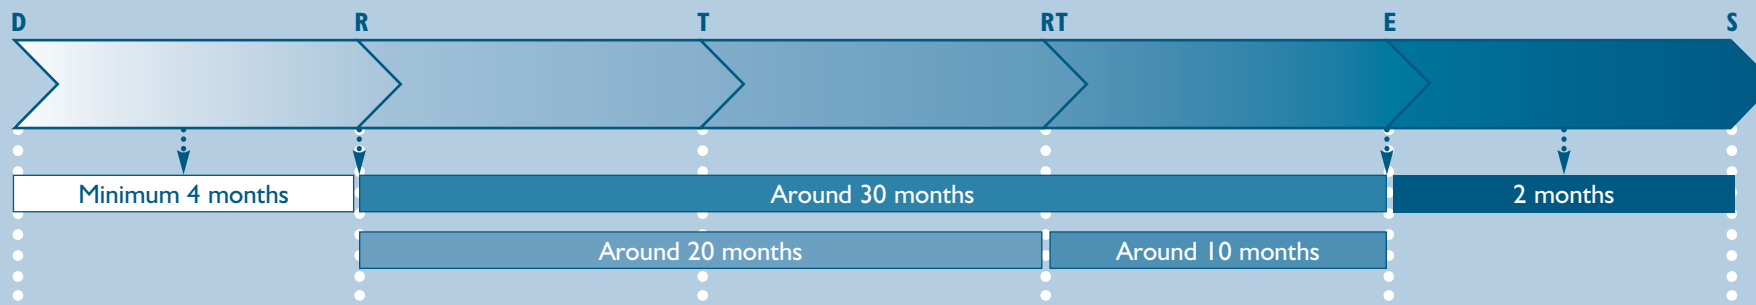 D R T RT E S
Minimum 4 months Around 30 months 2 months
Around 20 months Around 10 months